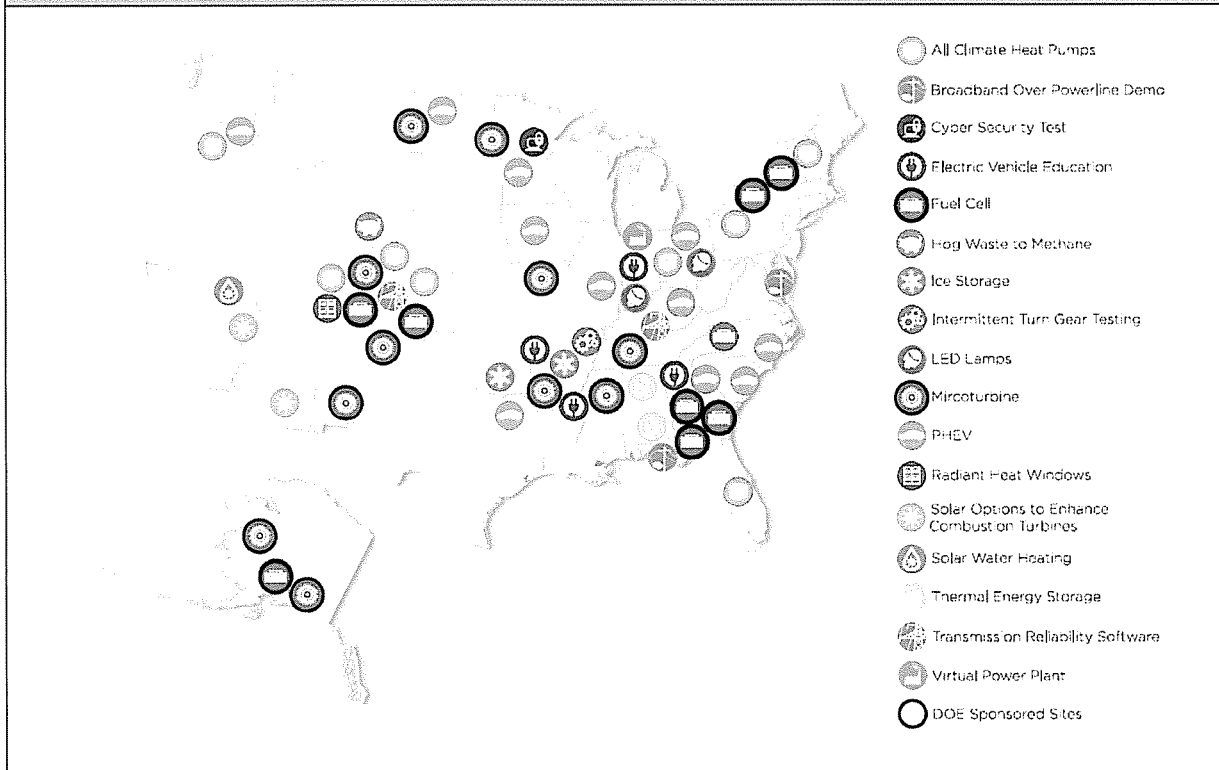 All Climate Heat Pumps
Broadband Over Powerline Demo
Cyber Security Test
Electric Vehicle Education
Fuel Cell
Hog Waste to Methane
Ice Storage
Intermittent Turn Gear Testing
LED Lamps
Mircoturbine
PHEV
Radiant Heat Windows
Solar Options to Enhance
Combustion Turbines
Solar Water Heating
Thermal Energy Storage
Transmission Reliability Software
Virtual Power Plant
DOE Sponsored Sites